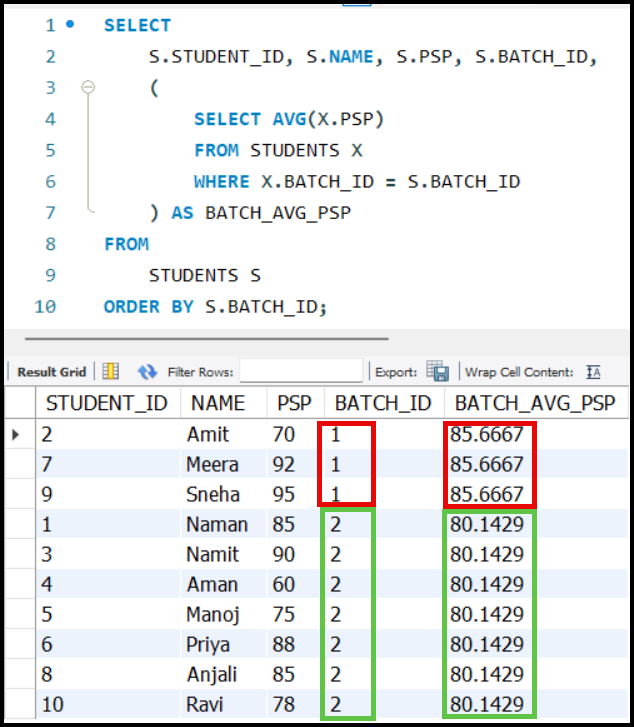 1 SELECT
2 S.STUDENT_ID, S.NAME, S.PSP, S.BATCH_ID,
3 (
4 SELECT AVG(X.PSP)
5 FROM STUDENTS X
6 WHERE X.BATCH_ID = S.BATCH_ID
7 ) AS BATCH_AVG_PSP
8 FROM
9 STUDENTS S
10 ORDER BY S.BATCH_ID;
Result Grid Filter Rows: Export: Wrap Cell Content: IA
STUDENT_ID NAME PSP BATCH_ID BATCH_AVG_PSP
2 Amit 70 1 85.6667
7 Meera 92 1 85.6667
9 Sneha 95 1 85.6667
1 Naman 85 2 80.1429
3 Namit 90 2 80.1429
4 Aman 60 2 80.1429
5 Manoj 75 2 80.1429
6 Priya 88 2 80.1429
8 Anjali 85 2 80.1429
10 Ravi 78 2 80.1429